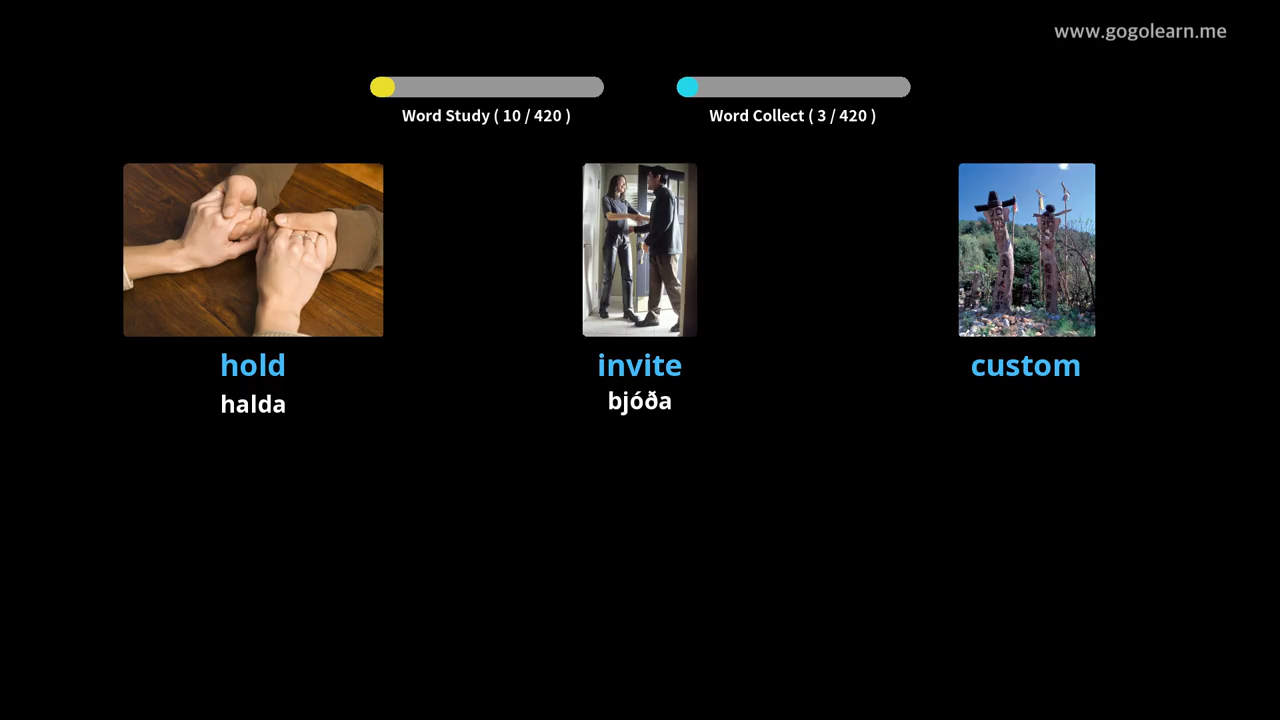 www.gogolearn.me
Word Study ( 10 / 420 )
Word Collect ( 3 / 420 )
hold
halda
invite
bjóða
custom